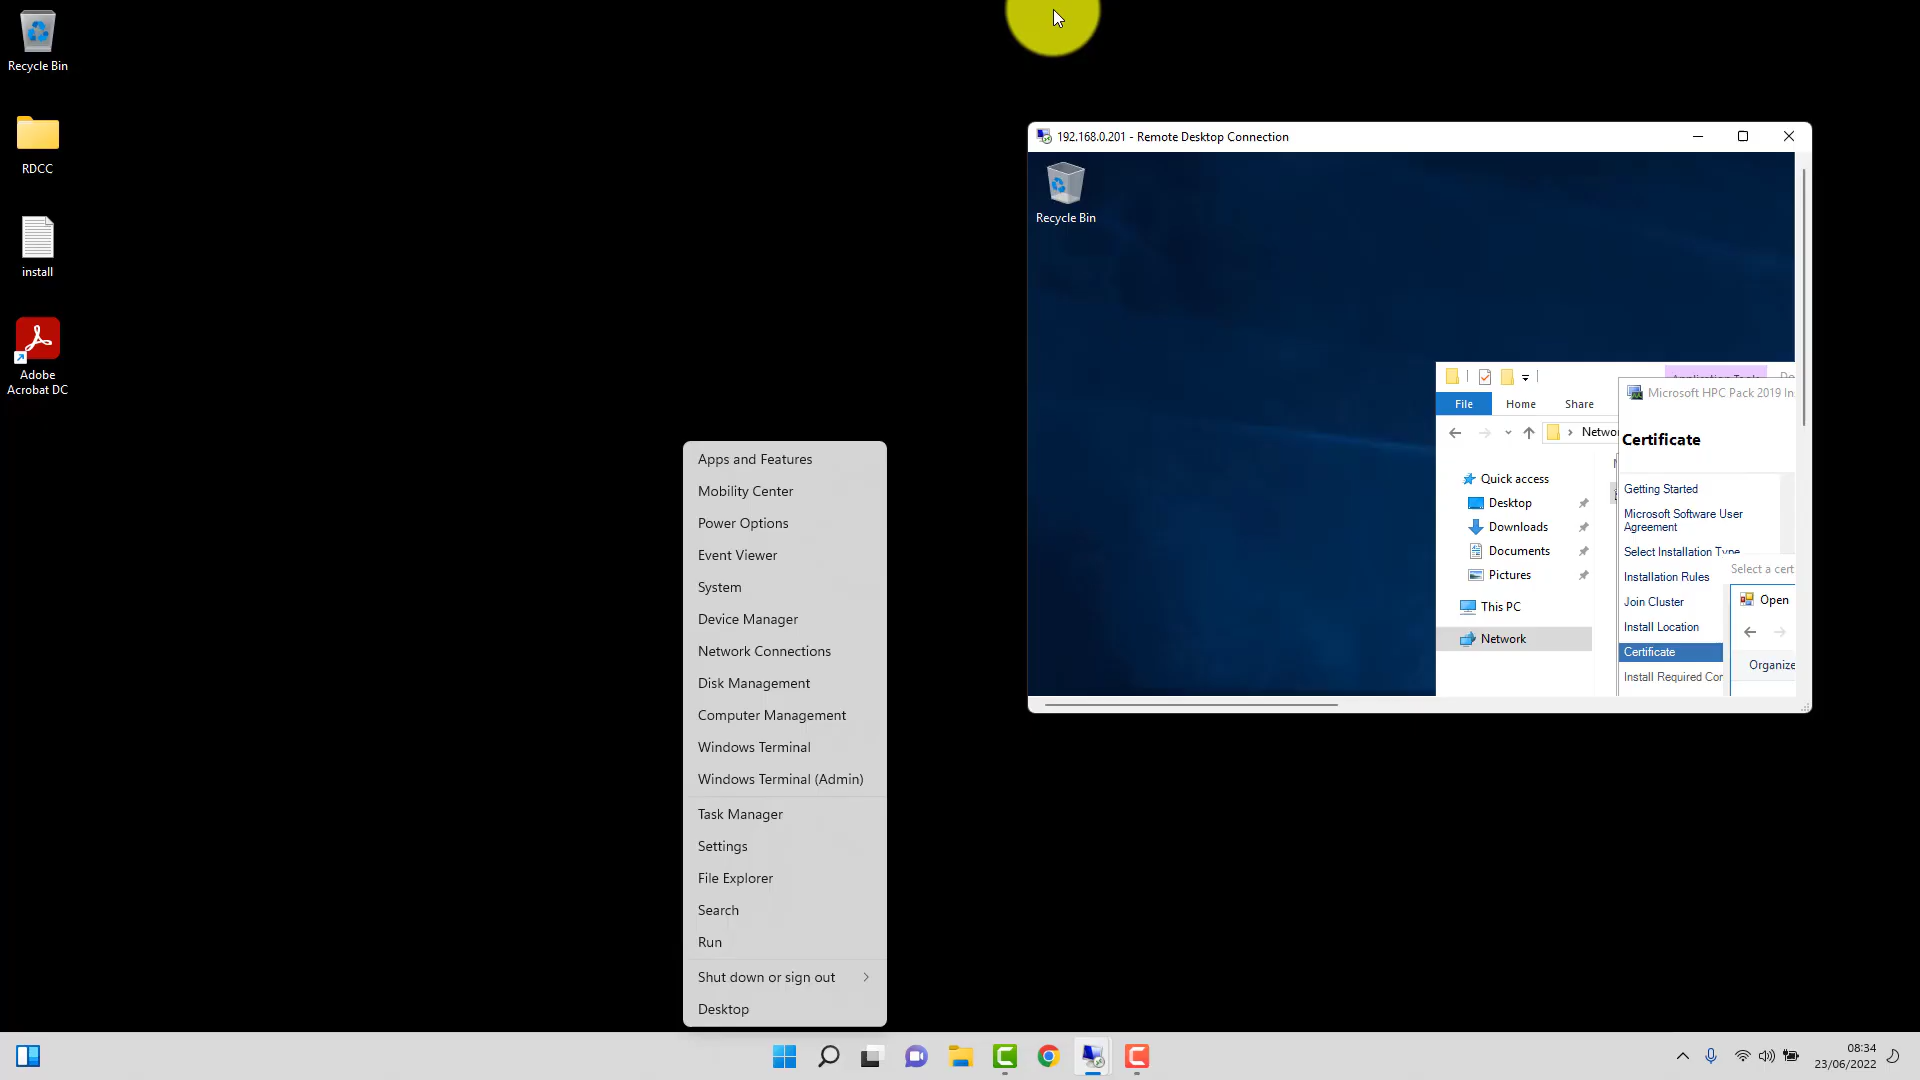 Recycle Bin
RDCC
install
Adobe
Acrobat DC
192.168.0.201 - Remote Desktop Connection
Recycle Bin
File
Home
Share
Microsoft HPC Pack 2019 In
Certificate
Quick access
Desktop
Downloads
Documents
Pictures
This PC
Network
Getting Started
Microsoft Software User
Agreement
Select Installation Type
Installation Rules
Join Cluster
Install Location
Certificate
Install Required Cor
Select a cert
Open
Organize
Apps and Features
Mobility Center
Power Options
Event Viewer
System
Device Manager
Network Connections
Disk Management
Computer Management
Windows Terminal
Windows Terminal (Admin)
Task Manager
Settings
File Explorer
Search
Run
Shut down or sign out
Desktop
08:34
23/06/2022